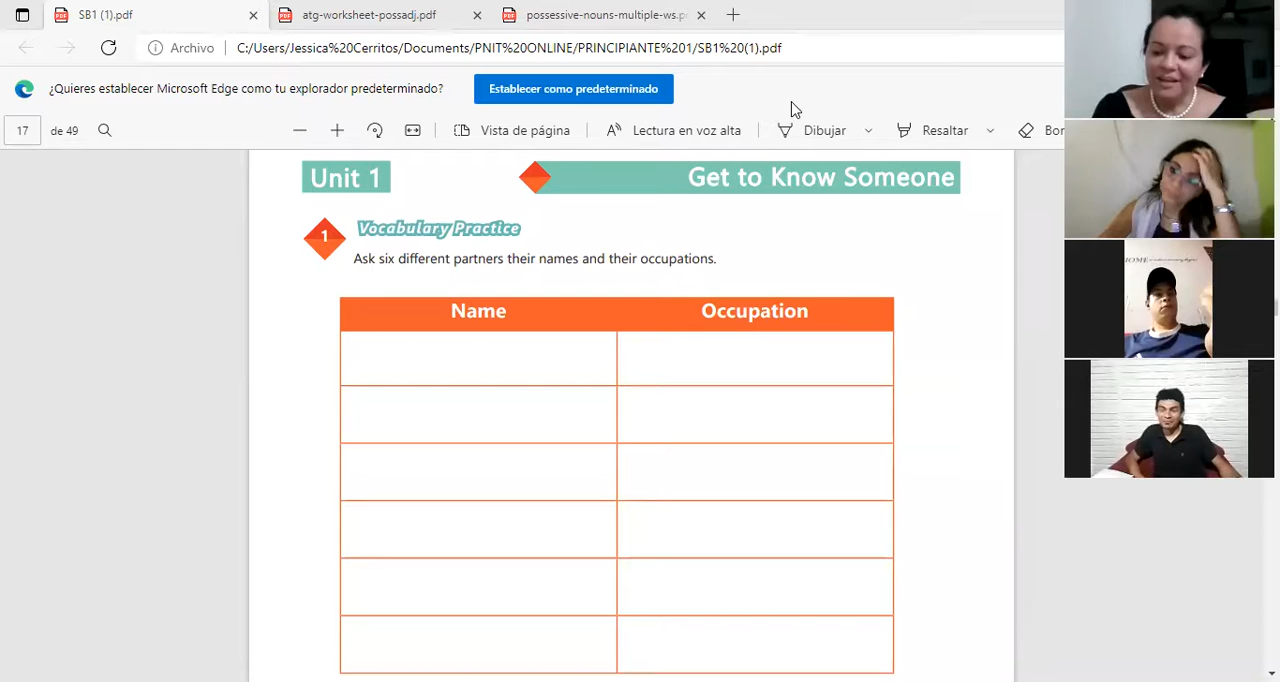 SB1 (1).pdf
atg-worksheet-possadj.pdf
possessive-nouns-multiple-ws.p
Archivo
C:/Users/Jessica%20Cerritos/Documents/PNIT%20ONLINE/PRINCIPIANTE%201/SB1%20(1).pdf
¿Quieres establecer Microsoft Edge como tu explorador predeterminado?
Establecer como predeterminado
17
de 49
Vista de página
Lectura en voz alta
Dibujar
Resaltar
Bor
Unit 1
Get to Know Someone
1
Vocabulary Practice
Ask six different partners their names and their occupations.
Name
Occupation